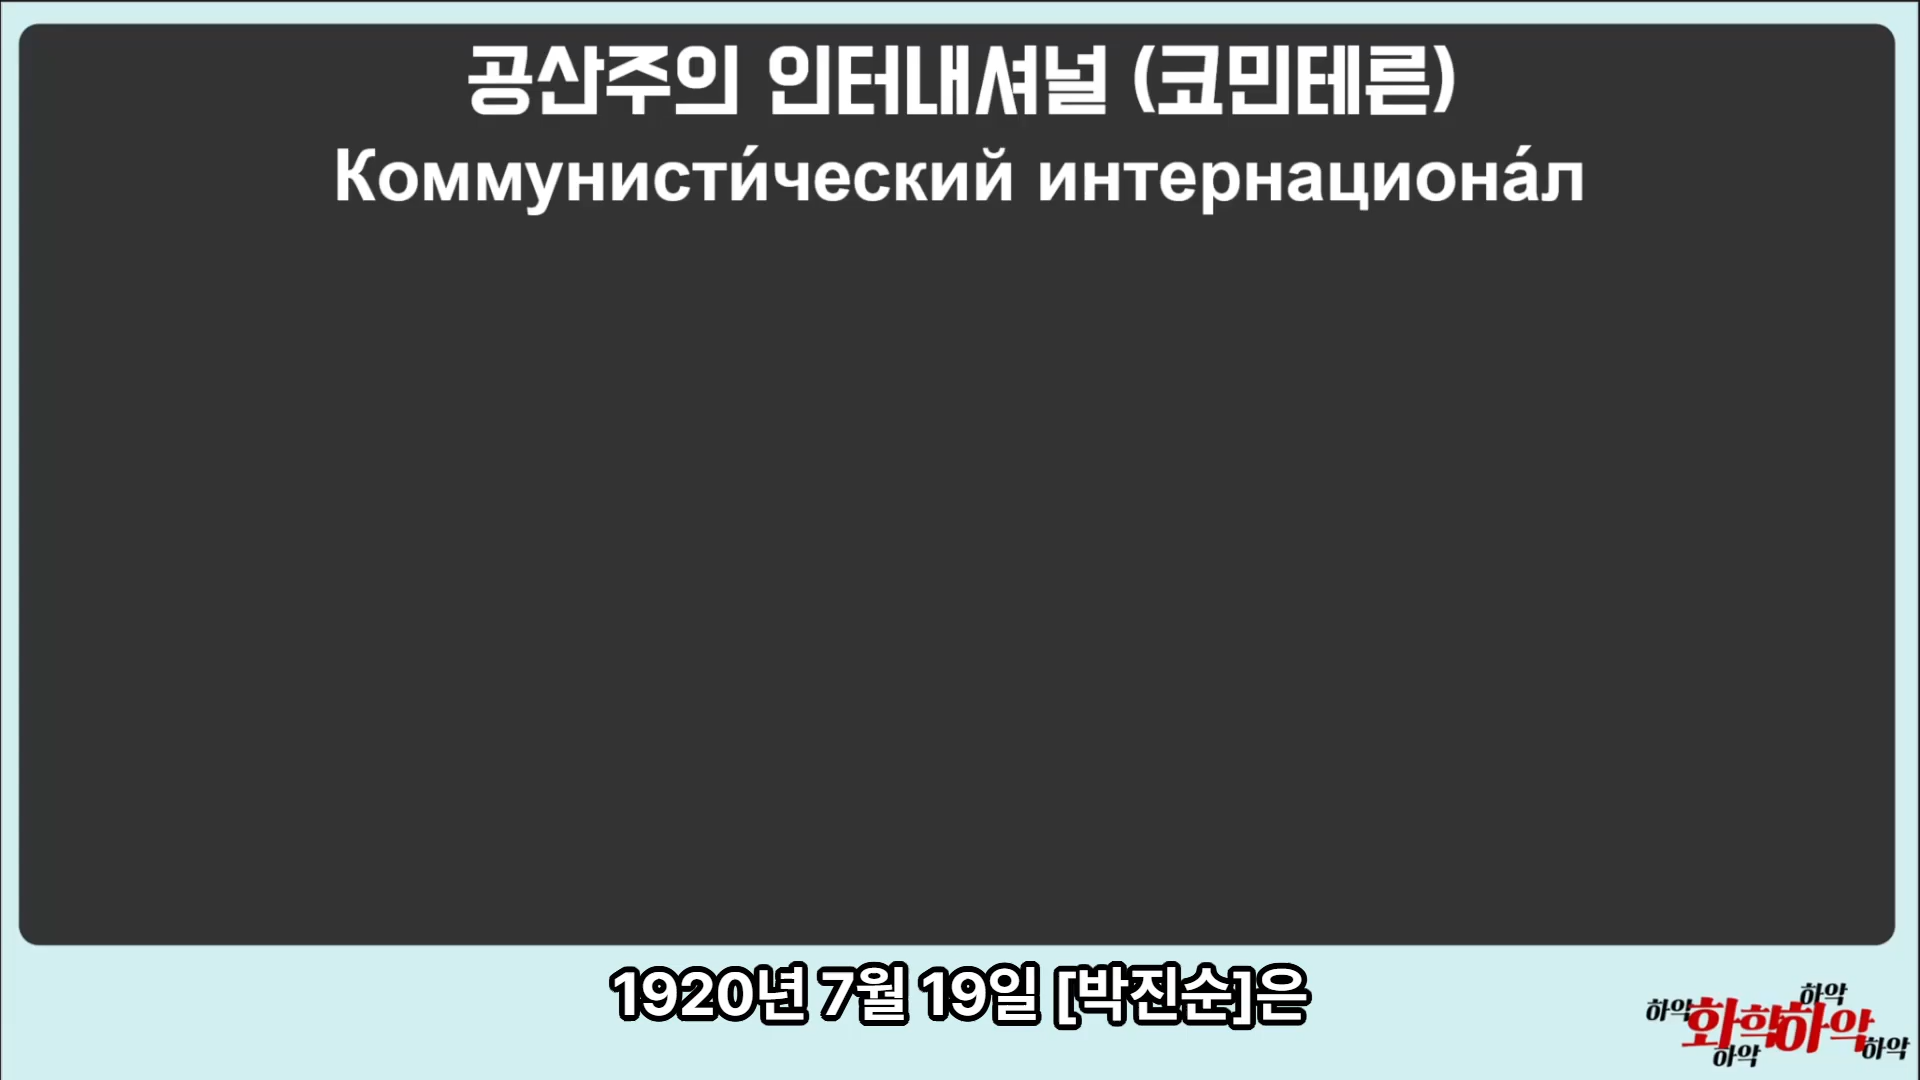 공산주의 인터내셔널 (코민테른)
Коммунисти́ческий интернациона́л
1920년 7월 19일 [박진순]은
하악
하악
화학하악
하악
하악